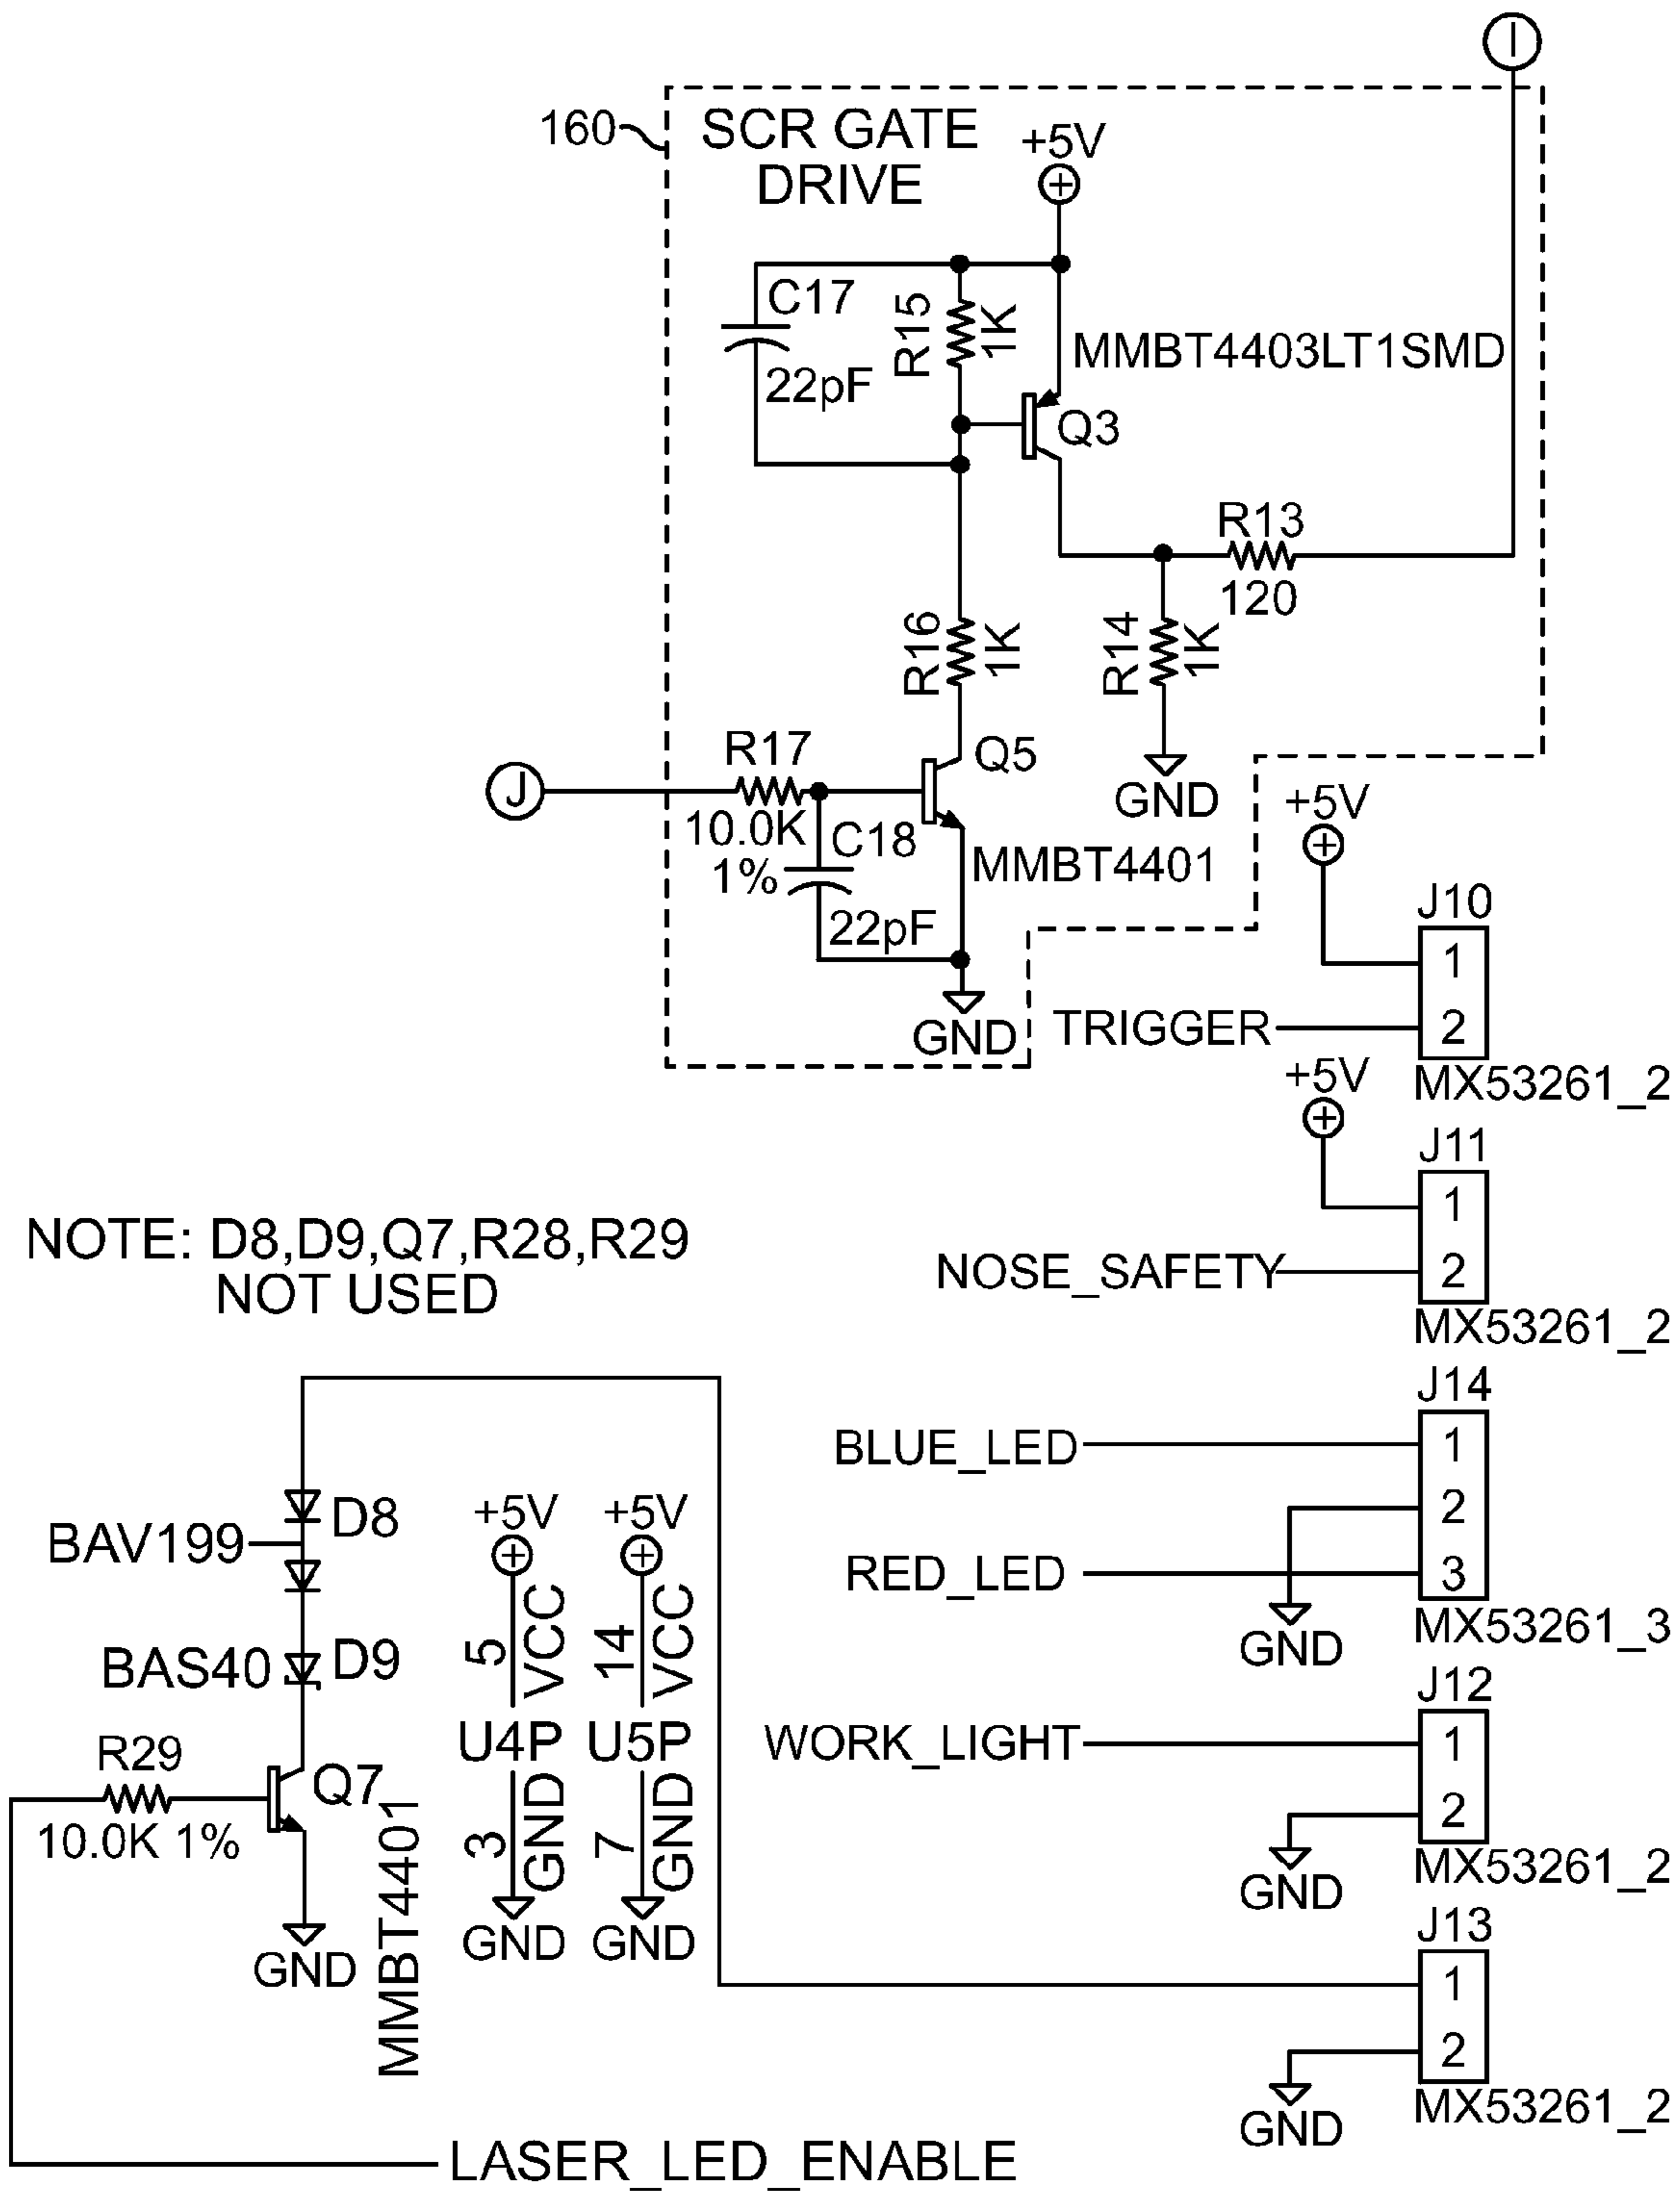 I
160
SCR GATE
DRIVE
+5V
C17
22pF
R15
1K
MMBT4403LT1SMD
Q3
R13
120
R16
1K
R14
1K
GND
J
R17
10.0K
1%
C18
22pF
Q5
MMBT4401
GND
+5V
J10
1
2
TRIGGER
MX53261_2
+5V
J11
1
2
NOSE_SAFETY
MX53261_2
NOTE: D8,D9,Q7,R28,R29
NOT USED
J14
BLUE_LED
1
2
RED_LED
3
GND
MX53261_3
D8
BAV199
BAS40
D9
R29
10.0K 1%
Q7
MMBT4401
GND
+5V
5
VCC
U4P
3
GND
GND
+5V
14
VCC
U5P
7
GND
GND
J12
WORK_LIGHT
1
2
GND
MX53261_2
J13
1
2
GND
MX53261_2
LASER_LED_ENABLE